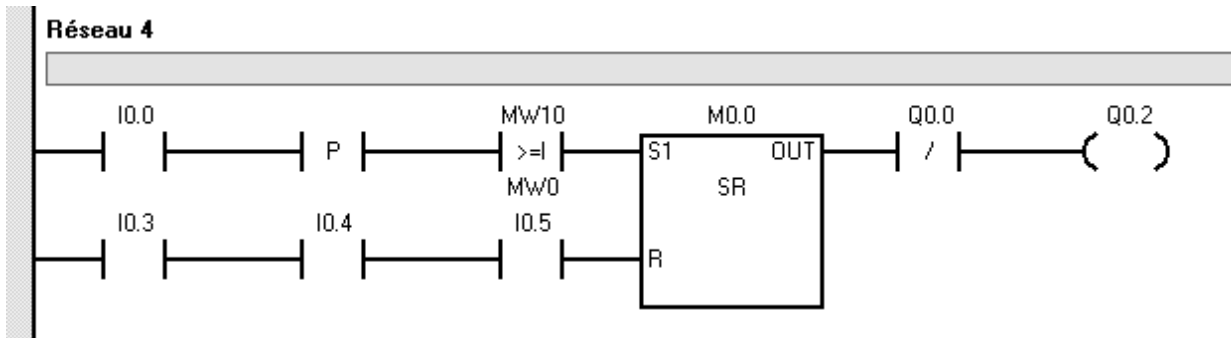 Réseau 4
I0.0 MW10 M0.0 Q0.0 Q0.2
P >=I S1 OUT /
MW0 SR
I0.3 I0.4 I0.5
R